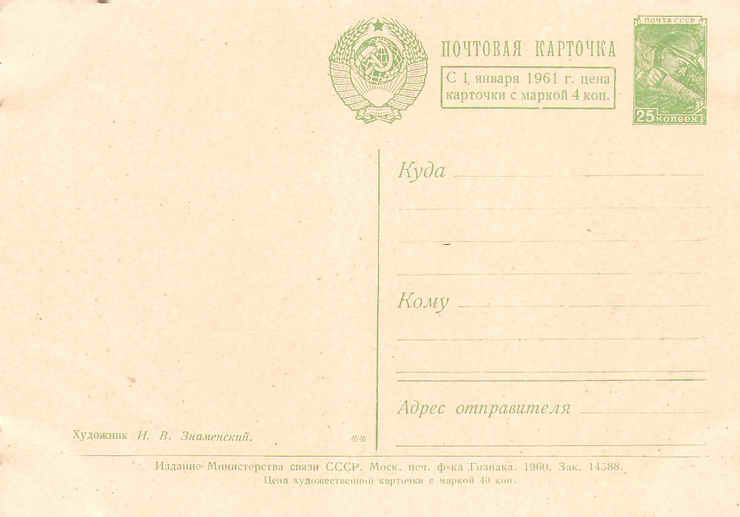 ПОЧТА СССР
ПОЧТОВАЯ КАРТОЧКА
С 1 января 1961 г. цена
карточки с маркой 4 коп.
25 КОПЕЕК
Куда
Кому
Адрес отправителя
Художник И. В. Знаменский.
Издание Министерства связи СССР. Моск. печ. ф-ка Гознака. 1960. Зак. 14588.
Цена художественной карточки с маркой 40 коп.